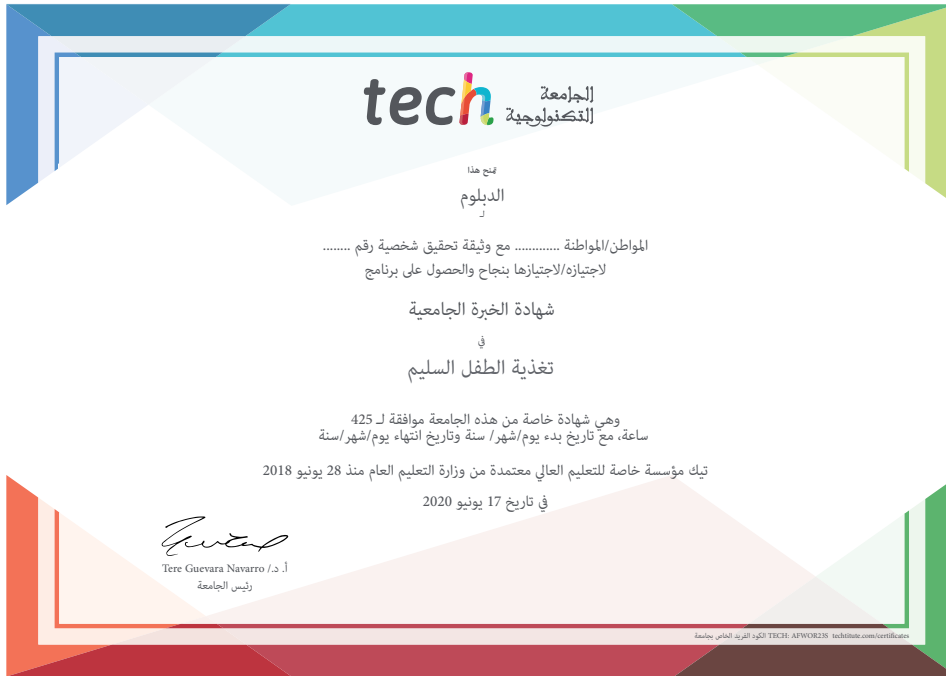 tech الجامعة
التكنولوجية
تمنح هذا
الدبلوم
لـ
المواطن/المواطنة ............. مع وثيقة تحقيق شخصية رقم ........
لاجتيازه/لاجتيازها بنجاح والحصول على برنامج
شهادة الخبرة الجامعية
في
تغذية الطفل السليم
وهي شهادة خاصة من هذه الجامعة موافقة لـ 425
ساعة، مع تاريخ بدء يوم/شهر/ سنة وتاريخ انتهاء يوم/شهر/سنة
تيك مؤسسة خاصة للتعليم العالي معتمدة من وزارة التعليم العام منذ 28 يونيو 2018
في تاريخ 17 يونيو 2020
أ. د./ Tere Guevara Navarro
رئيس الجامعة
الكود الفريد الخاص بجامعة TECH: AFWOR23S techtitute.com/certificates